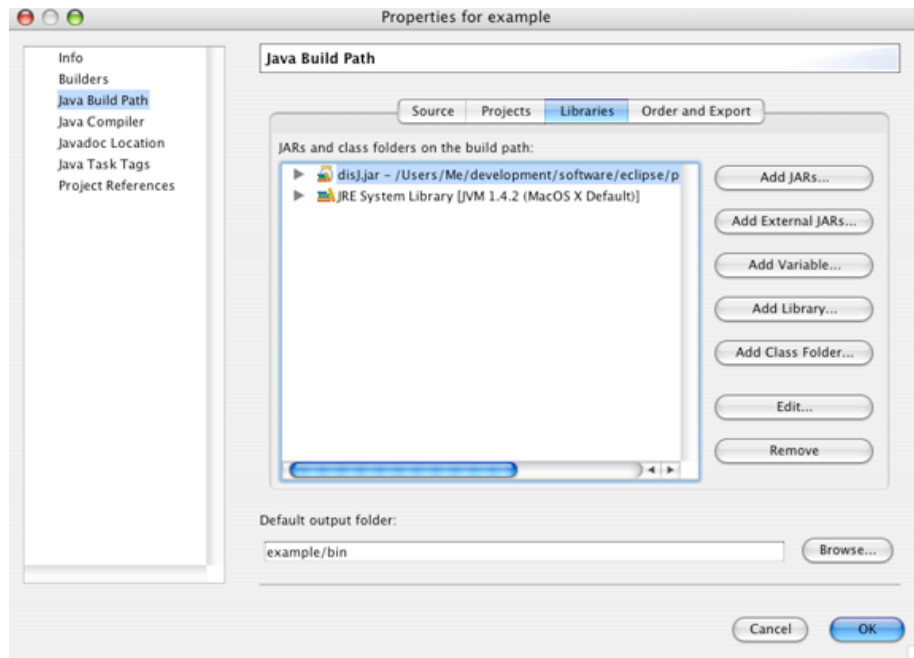 Properties for example
Info
Builders
Java Build Path
Java Compiler
Javadoc Location
Java Task Tags
Project References
Java Build Path
Source Projects Libraries Order and Export
JARs and class folders on the build path:
disJ.jar – /Users/Me/development/software/eclipse/p
JRE System Library [JVM 1.4.2 (MacOS X Default)]
Add JARs...
Add External JARs...
Add Variable...
Add Library...
Add Class Folder...
Edit...
Remove
Default output folder:
example/bin
Browse...
Cancel
OK